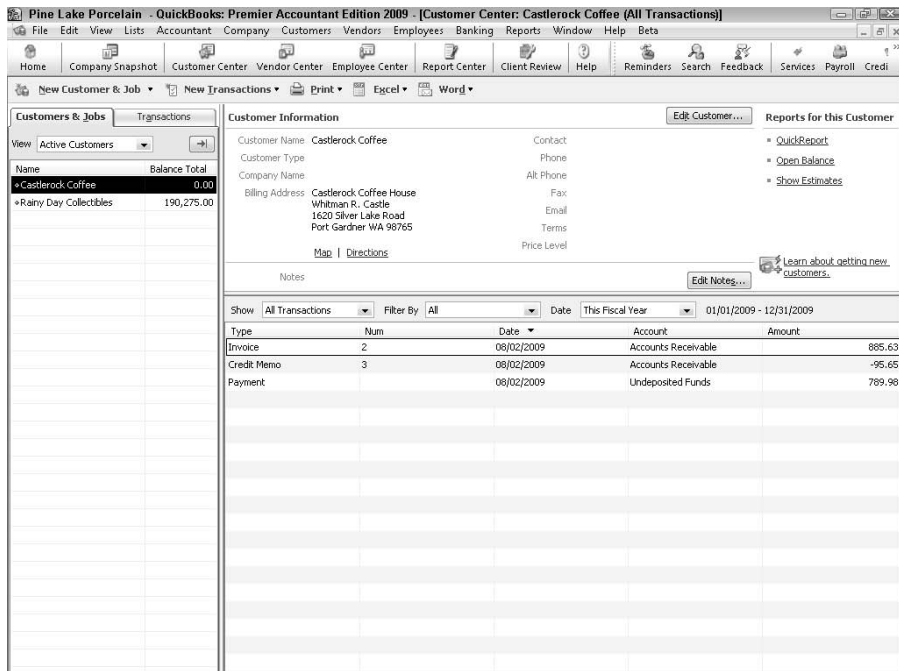 Pine Lake Porcelain - QuickBooks: Premier Accountant Edition 2009 - [Customer Center: Castlerock Coffee (All Transactions)]
File Edit View Lists Accountant Company Customers Vendors Employees Banking Reports Window Help Beta
Home Company Snapshot Customer Center Vendor Center Employee Center Report Center Client Review Help Reminders Search Feedback Services Payroll Credi
New Customer & Job New Transactions Print Excel Word
Customers & Jobs Transactions
View Active Customers
Name Balance Total
Castlerock Coffee 0.00
Rainy Day Collectibles 190,275.00
Customer Information Edit Customer...
Customer Name Castlerock Coffee Contact
Customer Type Phone
Company Name Alt Phone
Billing Address Castlerock Coffee House Fax
Whitman R. Castle
1620 Silver Lake Road Email
Port Gardner WA 98765 Terms
Price Level
Map | Directions
Notes Edit Notes...
Reports for this Customer
QuickReport
Open Balance
Show Estimates
Learn about getting new
customers.
Show All Transactions Filter By All Date This Fiscal Year 01/01/2009 - 12/31/2009
Type Num Date Account Amount
Invoice 2 08/02/2009 Accounts Receivable 885.63
Credit Memo 3 08/02/2009 Accounts Receivable -95.65
Payment 08/02/2009 Undeposited Funds 789.98